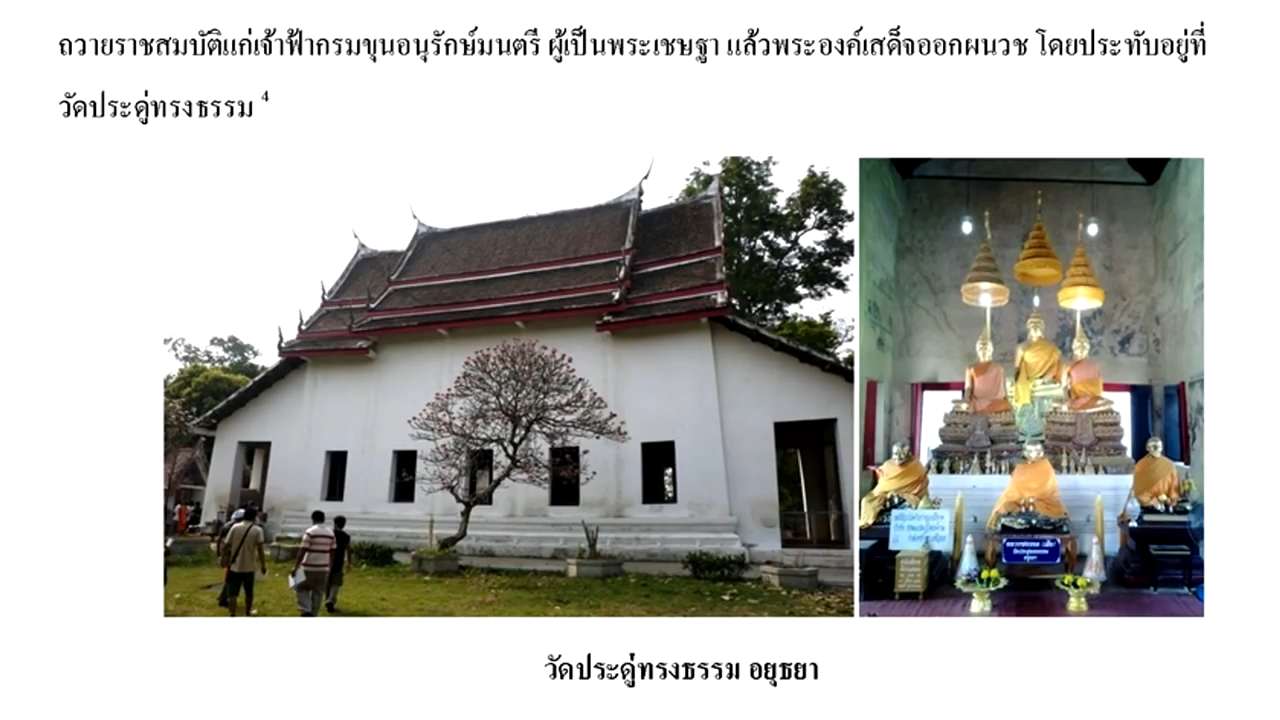 ถวายราชสมบัติแก่เจ้าฟ้ากรมขุนอนุรักษ์มนตรี ผู้เป็นพระเชษฐา แล้วพระองค์เสด็จออกผนวช โดยประทับอยู่ที่
วัดประดู่ทรงธรรม 4
วัดประดู่ทรงธรรม อยุธยา